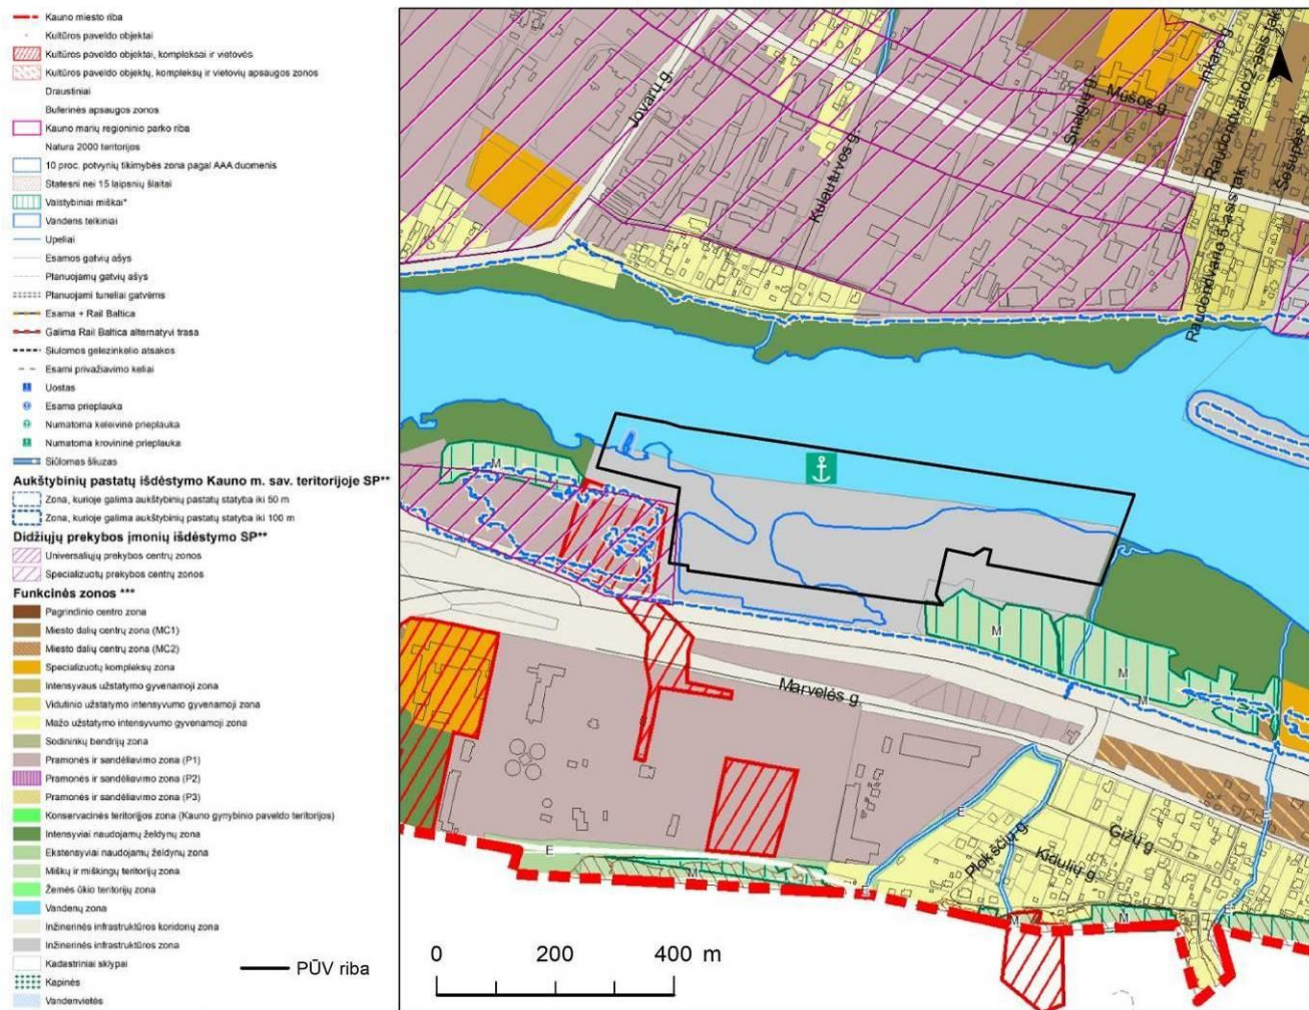 Kauno miesto riba
Kultūros paveldo objektai
Kultūros paveldo objektai, kompleksai ir vietovės
Kultūros paveldo objektų, kompleksų ir vietovių apsaugos zonos
Draustiniai
Buferinės apsaugos zonos
Kauno marių regioninio parko riba
Natura 2000 teritorijos
10 proc. potvynių tikimybės zona pagal AAA duomenis
Statesni nei 15 laipsnių šlaitai
Valstybiniai miškai*
Vandens telkiniai
Upeliai
Esamos gatvių ašys
Planuojamų gatvių ašys
Planuojami tuneliai gatvėms
Esama + Rail Baltica
Galima Rail Baltica alternatyvi trasa
Siūlomos geležinkelio atšakos
Esami privažiavimo keliai
Uostas
Esama prieplauka
Numatoma keleivinė prieplauka
Numatoma krovininė prieplauka
Siūlomas šliuzas
Aukštybinių pastatų išdėstymo Kauno m. sav. teritorijoje SP**
Zona, kurioje galima aukštybinių pastatų statyba iki 50 m
Zona, kurioje galima aukštybinių pastatų statyba iki 100 m
Didžiųjų prekybos įmonių išdėstymo SP**
Universaliųjų prekybos centrų zonos
Specializuotų prekybos centrų zonos
Funkcinės zonos ***
Pagrindinio centro zona
Miesto dalių centrų zona (MC1)
Miesto dalių centrų zona (MC2)
Specializuotų kompleksų zona
Intensyvaus užstatymo gyvenamoji zona
Vidutinio užstatymo intensyvumo gyvenamoji zona
Mažo užstatymo intensyvumo gyvenamoji zona
Sodininkų bendrijų zona
Pramonės ir sandėliavimo zona (P1)
Pramonės ir sandėliavimo zona (P2)
Pramonės ir sandėliavimo zona (P3)
Konservacinės teritorijos zona (Kauno gynybinio paveldo teritorijos)
Intensyviai naudojamų želdynų zona
Ekstensyviai naudojamų želdynų zona
Miškų ir miškingų teritorijų zona
Žemės ūkio teritorijų zona
Vandenų zona
Inžinerinės infrastruktūros koridorių zona
Inžinerinės infrastruktūros zona
Kadastriniai sklypai
Kapinės
Vandenvietės
PŪV riba
Jovarų g.
Kulautuvos g.
Mūšos g.
Snaigių g.
Inkaro g.
Raudondvario 2-asis tak
Raudondvario 5-asis tak
Šešupės g.
Z
M
M
M
M
Marvelės g.
E
E
E
E
E
Plokščių g.
Gižų g.
Kidulių g.
M
M
M
0 200 400 m